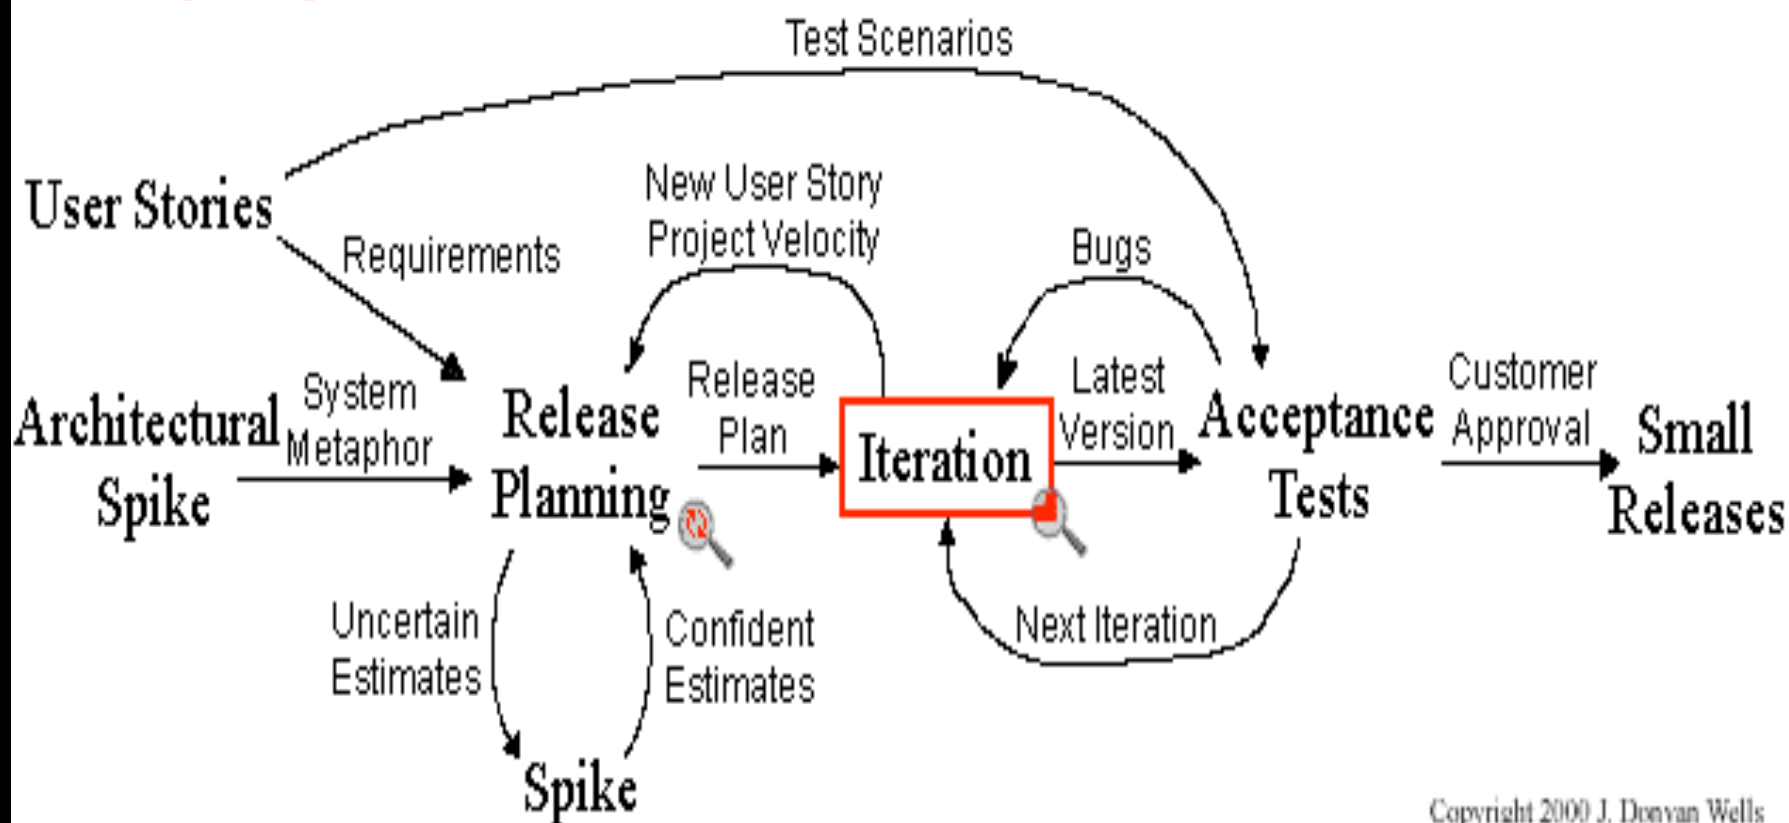 Test Scenarios
User Stories
Requirements
New User Story
Project Velocity
Bugs
Architectural
Spike
System
Metaphor
Release
Planning
Release
Plan
Iteration
Latest
Version
Acceptance
Tests
Customer
Approval
Small
Releases
Uncertain
Estimates
Confident
Estimates
Next Iteration
Spike
Copyright 2000 J. Donvan Wells